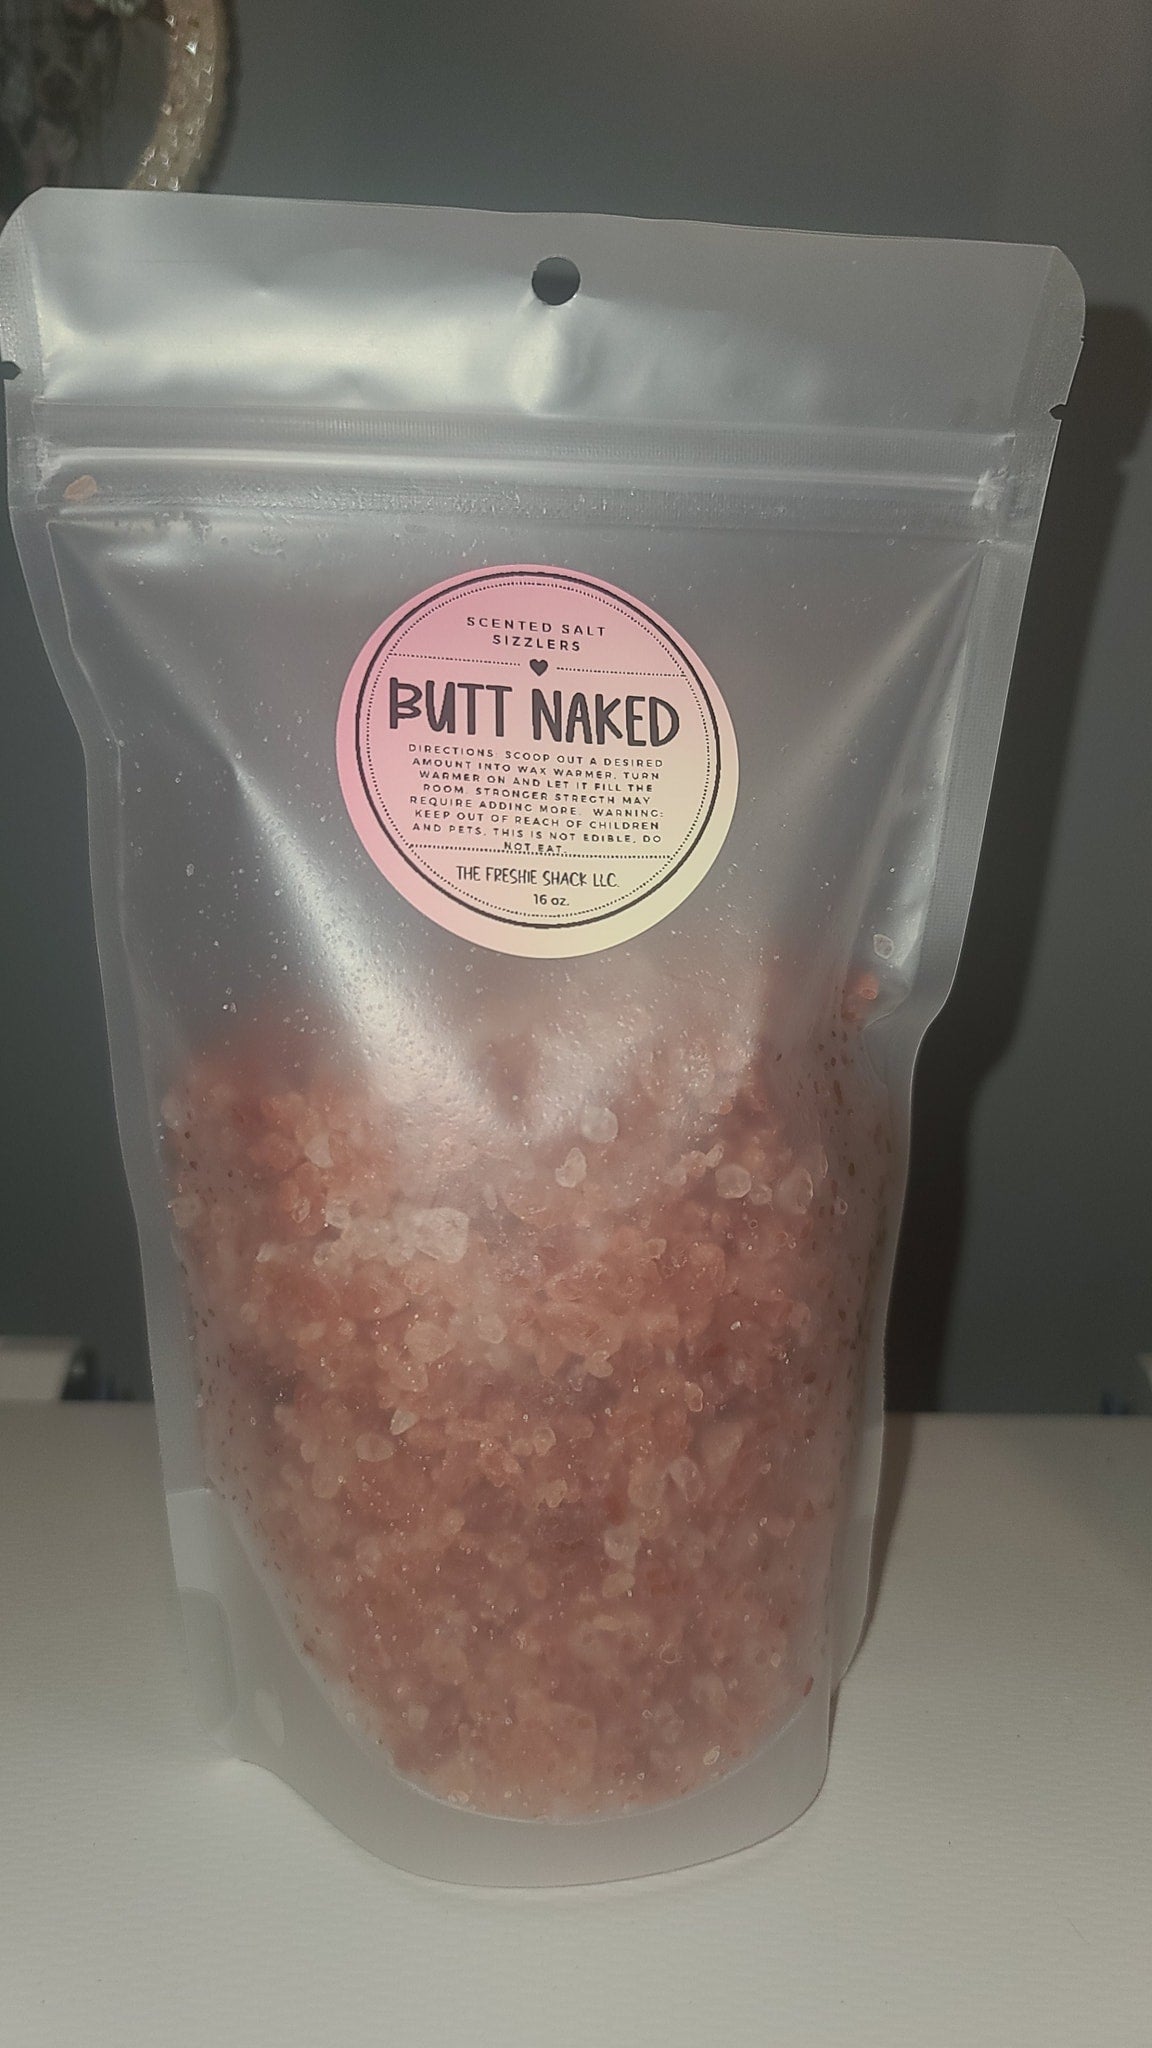 SCENTED SALT
SIZZLERS
BUTT NAKED
DIRECTIONS: SCOOP OUT A DESIRED
AMOUNT INTO WAX WARMER. TURN
WARMER ON AND LET IT FILL THE
ROOM. STRONGER STREGTH MAY
REQUIRE ADDING MORE. WARNING:
KEEP OUT OF REACH OF CHILDREN
AND PETS. THIS IS NOT EDIBLE, DO
NOT EAT.
THE FRESHIE SHACK LLC.
16 oz.